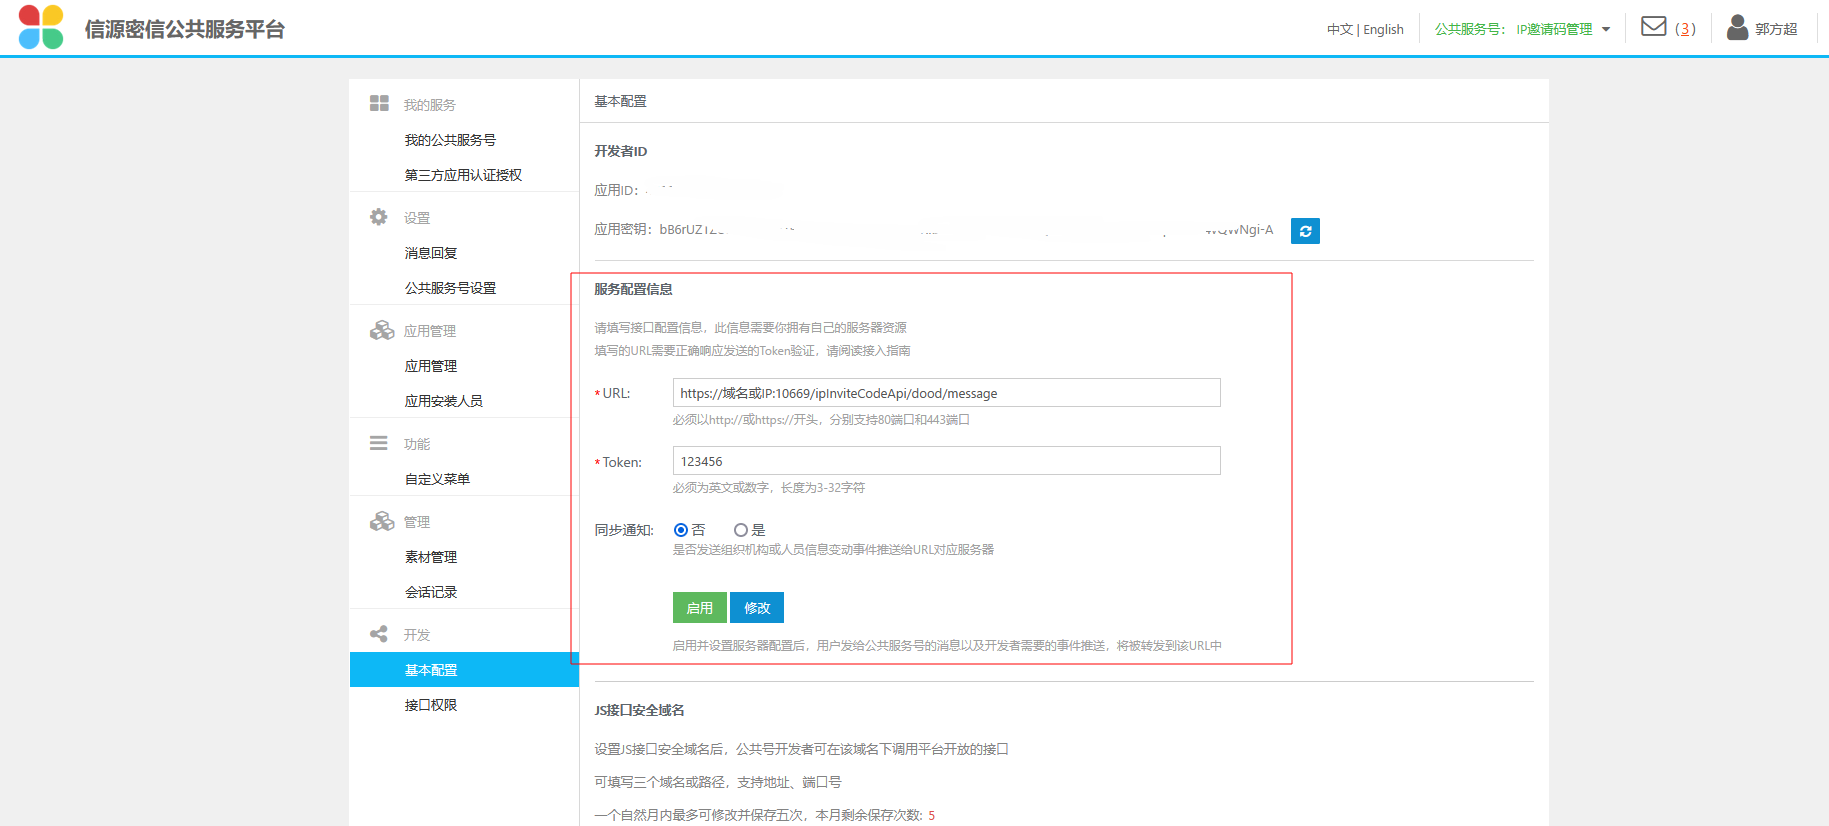 信源密信公共服务平台
中文 | English
公共服务号： IP邀请码管理
(3)
郭方超
我的服务
我的公共服务号
第三方应用认证授权
设置
消息回复
公共服务号设置
应用管理
应用管理
应用安装人员
功能
自定义菜单
管理
素材管理
会话记录
开发
基本配置
接口权限
基本配置
开发者ID
应用ID：
应用密钥：
服务配置信息
请填写接口配置信息，此信息需要你拥有自己的服务器资源
填写的URL需要正确响应发送的Token验证，请阅读接入指南
*URL: https://域名或IP:10669/ipInviteCodeApi/dood/message
必须以http://或https://开头，分别支持80端口和443端口
*Token: 123456
必须为英文或数字，长度为3-32字符
同步通知: 否 是
是否发送组织机构或人员信息变动事件推送给URL对应服务器
启用 修改
启用并设置服务器配置后，用户发给公共服务号的消息以及开发者需要的事件推送，将被转发到该URL中
JS接口安全域名
设置JS接口安全域名后，公共号开发者可在该域名下调用平台开放的接口
可填写三个域名或路径，支持地址、端口号
一个自然月内最多可修改并保存五次，本月剩余保存次数: 5